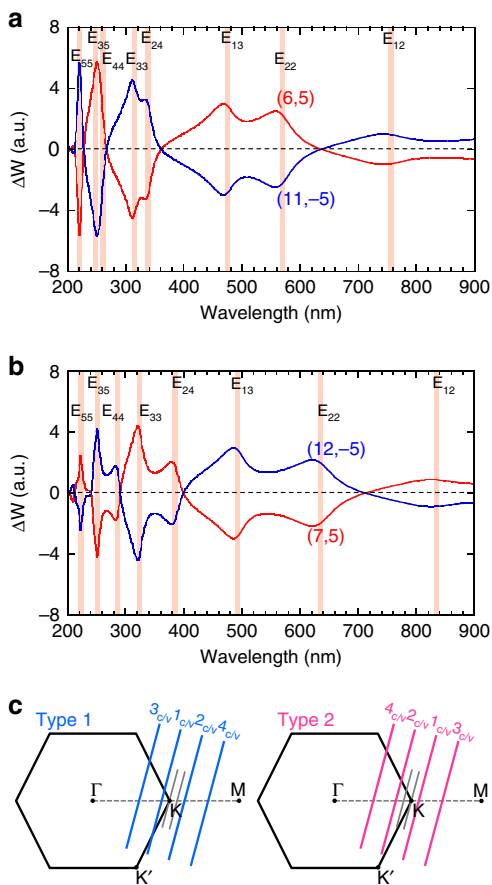 a
E₃₅ E₂₄ E₁₃ E₁₂
E₅₅ E₄₄ E₃₃ E₂₂
8
4
0
−4
−8
ΔW (a.u.)
(6,5)
(11,−5)
200 300 400 500 600 700 800 900
Wavelength (nm)
b
E₃₅ E₂₄ E₁₃ E₁₂
E₅₅ E₄₄ E₃₃ E₂₂
8
4
0
−4
−8
ΔW (a.u.)
(12,−5)
(7,5)
200 300 400 500 600 700 800 900
Wavelength (nm)
c
Type 1
3c/v 1c/v 2c/v 4c/v
Γ K M
K′
Type 2
4c/v 2c/v 1c/v 3c/v
Γ K M
K′